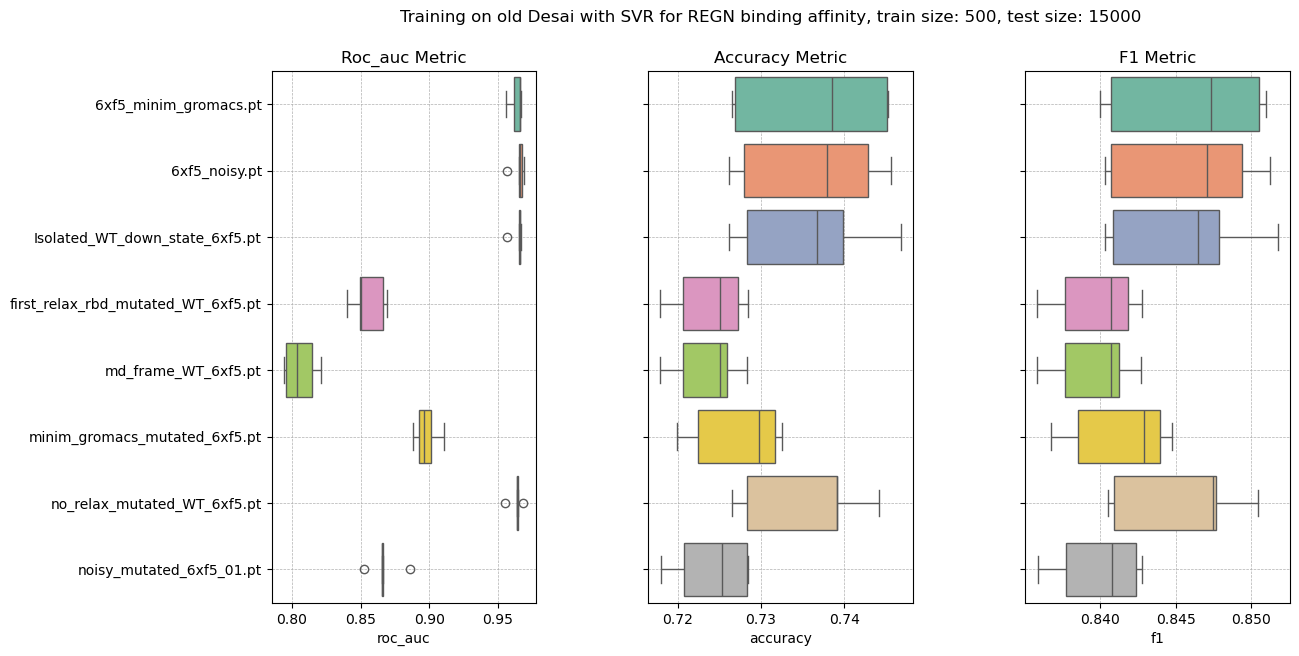 Training on old Desai with SVR for REGN binding affinity, train size: 500, test size: 15000
Roc_auc Metric
Accuracy Metric
F1 Metric
6xf5_minim_gromacs.pt
6xf5_noisy.pt
Isolated_WT_down_state_6xf5.pt
first_relax_rbd_mutated_WT_6xf5.pt
md_frame_WT_6xf5.pt
minim_gromacs_mutated_6xf5.pt
no_relax_mutated_WT_6xf5.pt
noisy_mutated_6xf5_01.pt
0.80 0.85 0.90 0.95
0.72 0.73 0.74
0.840 0.845 0.850
roc_auc
accuracy
f1